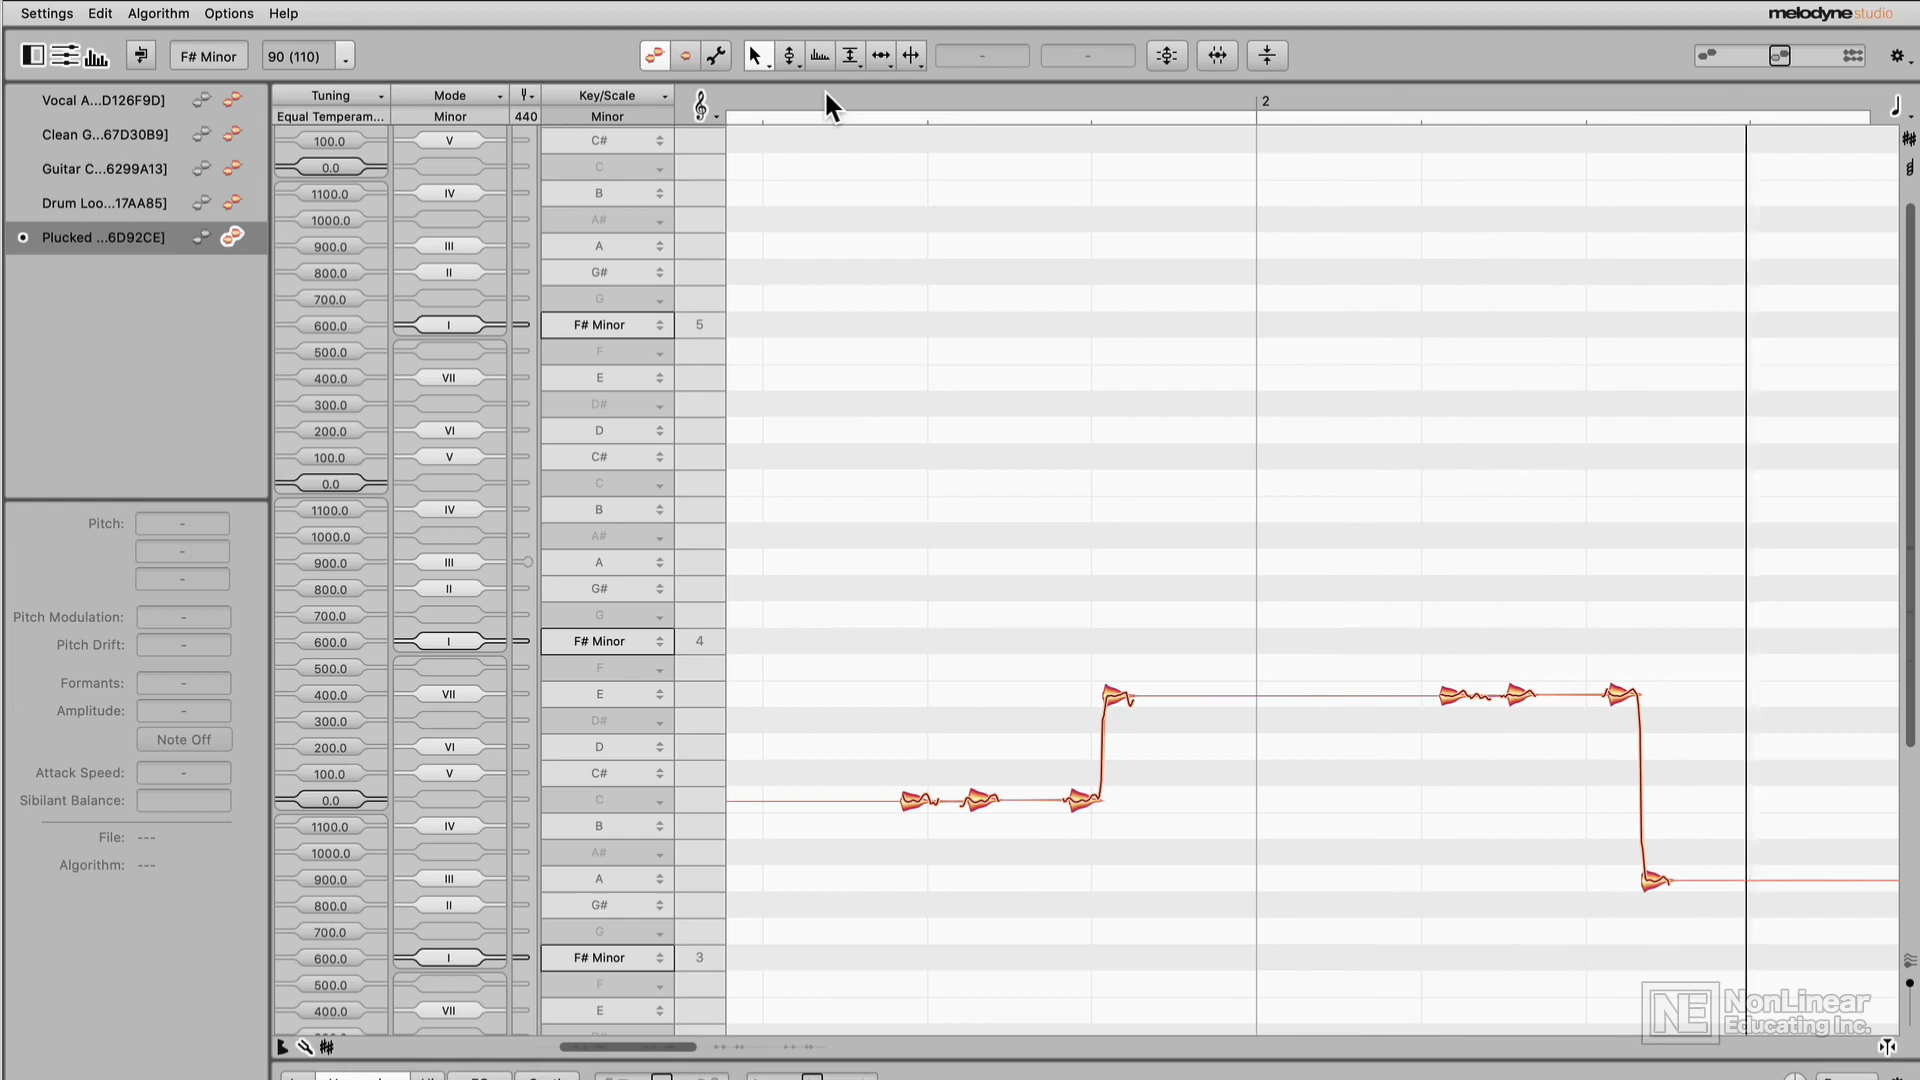 Settings Edit Algorithm Options Help
melodyne studio
F# Minor 90 (110) - -
Vocal A...D126F9D]
Clean G...67D30B9]
Guitar C...6299A13]
Drum Loo...17AA85]
Plucked ...6D92CE]
Pitch: -
-
-
Pitch Modulation: -
Pitch Drift: -
Formants: -
Amplitude: -
Note Off
Attack Speed: -
Sibilant Balance:
File: ---
Algorithm: ---
Tuning Mode Key/Scale
Equal Temperam... Minor 440 Minor
2
100.0 V C#
0.0 C
1100.0 IV B
1000.0 A#
900.0 III A
800.0 II G#
700.0 G
600.0 I F# Minor 5
500.0 F
400.0 VII E
300.0 D#
200.0 VI D
100.0 V C#
0.0 C
1100.0 IV B
1000.0 A#
900.0 III A
800.0 II G#
700.0 G
600.0 I F# Minor 4
500.0 F
400.0 VII E
300.0 D#
200.0 VI D
100.0 V C#
0.0 C
1100.0 IV B
1000.0 A#
900.0 III A
800.0 II G#
700.0 G
600.0 I F# Minor 3
500.0 F
400.0 VII E
NE NonLinear
Educating Inc.